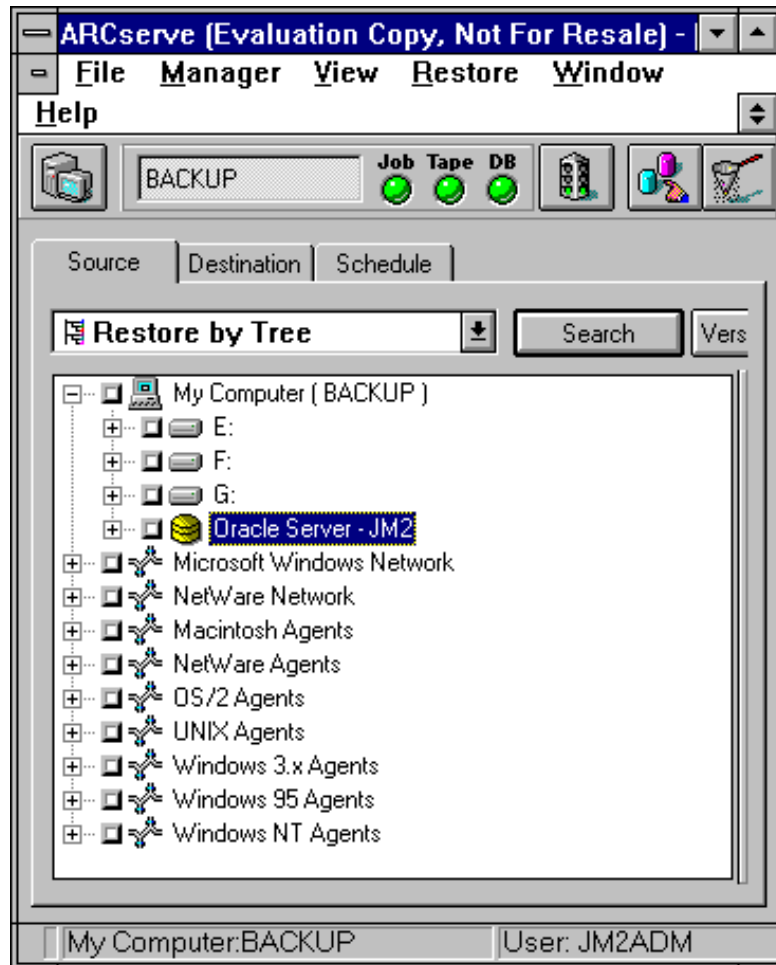 ARCserve (Evaluation Copy, Not For Resale) -
File Manager View Restore Window
Help
BACKUP Job Tape DB
Source Destination Schedule
Restore by Tree Search Vers
My Computer ( BACKUP )
E:
F:
G:
Oracle Server - JM2
Microsoft Windows Network
NetWare Network
Macintosh Agents
NetWare Agents
OS/2 Agents
UNIX Agents
Windows 3.x Agents
Windows 95 Agents
Windows NT Agents
My Computer:BACKUP User: JM2ADM